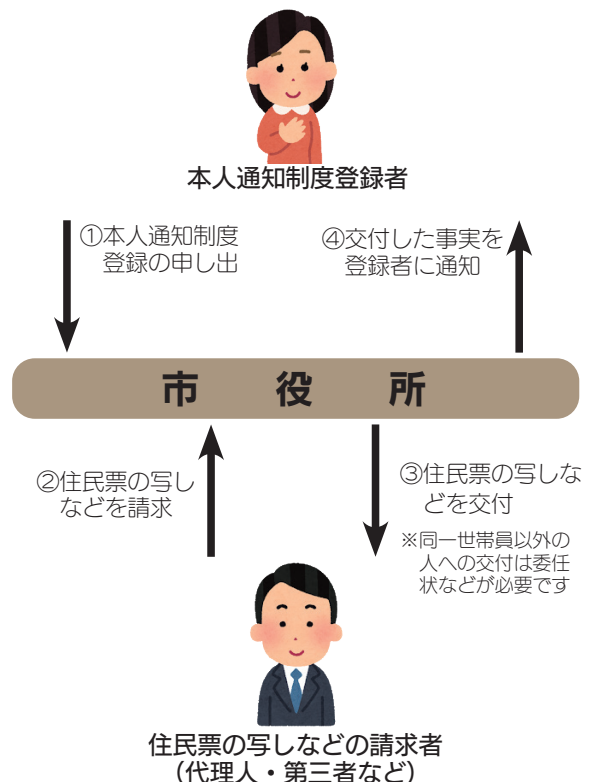 本人通知制度登録者
①本人通知制度
登録の申し出
④交付した事実を
登録者に通知
市役所
②住民票の写し
などを請求
③住民票の写しな
どを交付
※同一世帯員以外の
人への交付は委任
状などが必要です
住民票の写しなどの請求者
（代理人・第三者など）